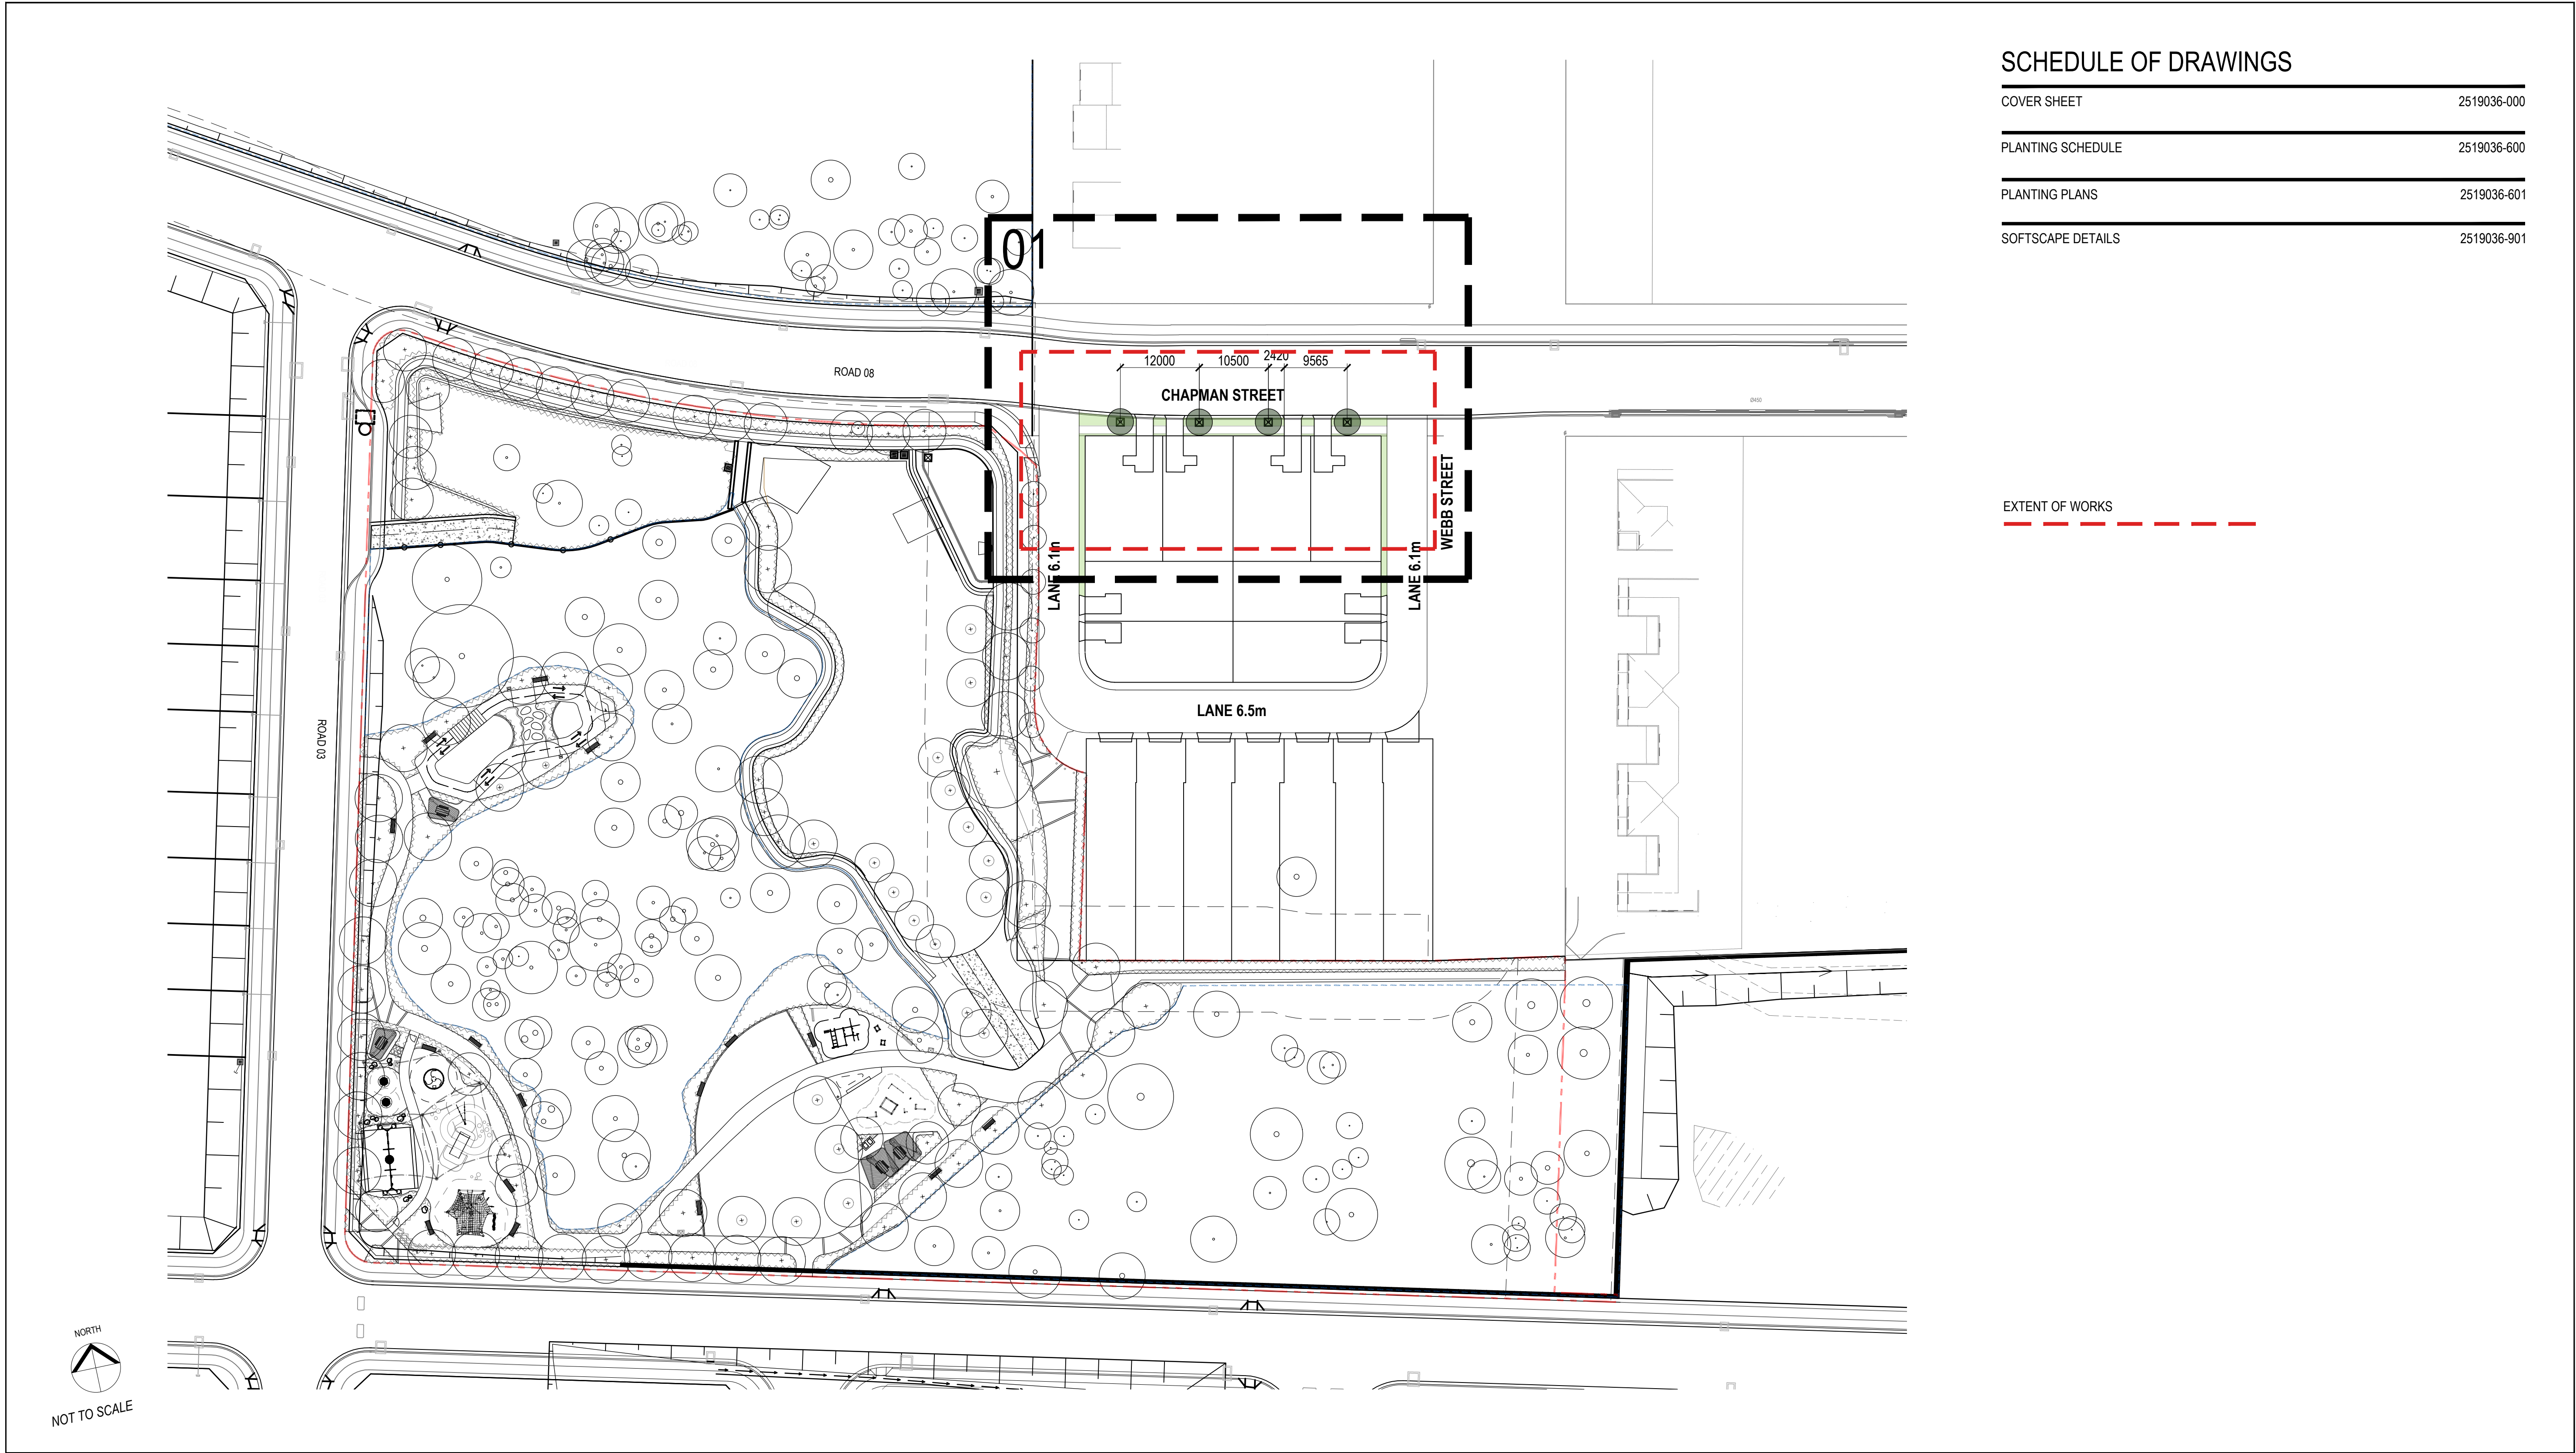 SCHEDULE OF DRAWINGS
COVER SHEET 2519036-000
PLANTING SCHEDULE 2519036-600
PLANTING PLANS 2519036-601
SOFTSCAPE DETAILS 2519036-901
EXTENT OF WORKS
01
12000 10500 2420 9565
ROAD 08
CHAPMAN STREET
Ø450
WEBB STREET
LANE 6.1m
LANE 6.1m
LANE 6.5m
ROAD 03
NORTH
NOT TO SCALE